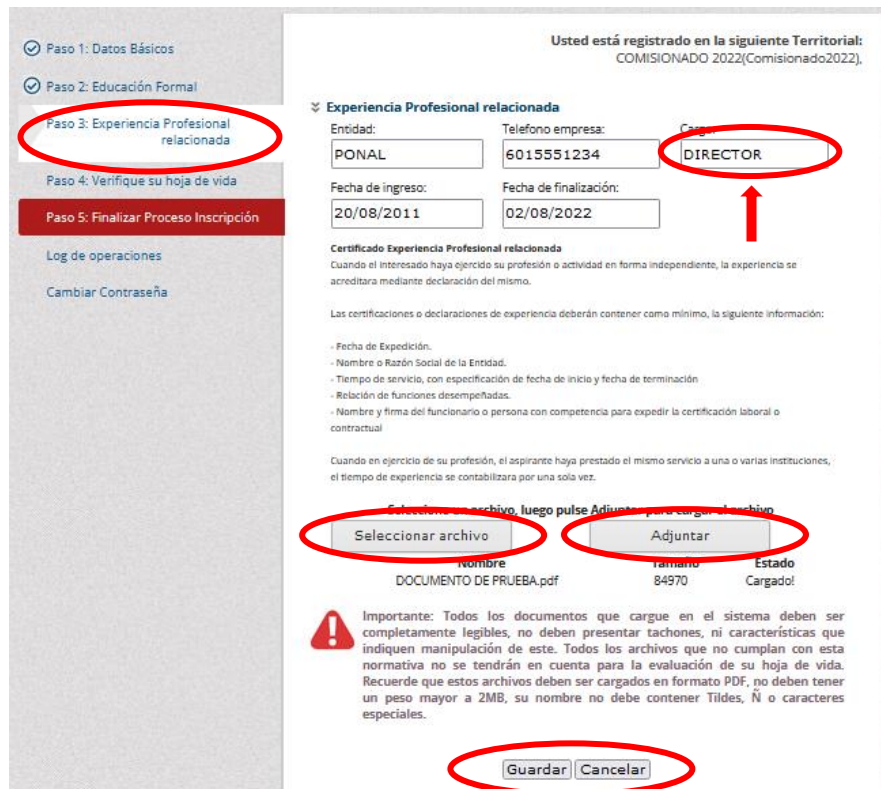 Usted está registrado en la siguiente Territorial:
COMISIONADO 2022(Comisionado2022),
Paso 1: Datos Básicos
Paso 2: Educación Formal
Paso 3: Experiencia Profesional
relacionada
Paso 4: Verifique su hoja de vida
Paso 5: Finalizar Proceso Inscripción
Log de operaciones
Cambiar Contraseña
Experiencia Profesional relacionada
Entidad: Telefono empresa: Cargo:
PONAL 6015551234 DIRECTOR
Fecha de ingreso: Fecha de finalización:
20/08/2011 02/08/2022
Certificado Experiencia Profesional relacionada
Cuando el interesado haya ejercido su profesión o actividad en forma independiente, la experiencia se
acreditara mediante declaración del mismo.
Las certificaciones o declaraciones de experiencia deberán contener como mínimo, la siguiente información:
- Fecha de Expedición.
- Nombre o Razón Social de la Entidad.
- Tiempo de servicio, con especificación de fecha de inicio y fecha de terminación
- Relación de funciones desempeñadas.
- Nombre y firma del funcionario o persona con competencia para expedir la certificación laboral o
contractual
Cuando en ejercicio de su profesión, el aspirante haya prestado el mismo servicio a una o varias instituciones,
el tiempo de experiencia se contabilizara por una sola vez.
Seleccione un archivo, luego pulse Adjuntar para cargar el archivo
Seleccionar archivo Adjuntar
Nombre Tamaño Estado
DOCUMENTO DE PRUEBA.pdf 84970 Cargado!
Importante: Todos los documentos que cargue en el sistema deben ser
completamente legibles, no deben presentar tachones, ni características que
indiquen manipulación de este. Todos los archivos que no cumplan con esta
normativa no se tendrán en cuenta para la evaluación de su hoja de vida.
Recuerde que estos archivos deben ser cargados en formato PDF, no deben tener
un peso mayor a 2MB, su nombre no debe contener Tildes, Ñ o caracteres
especiales.
Guardar Cancelar